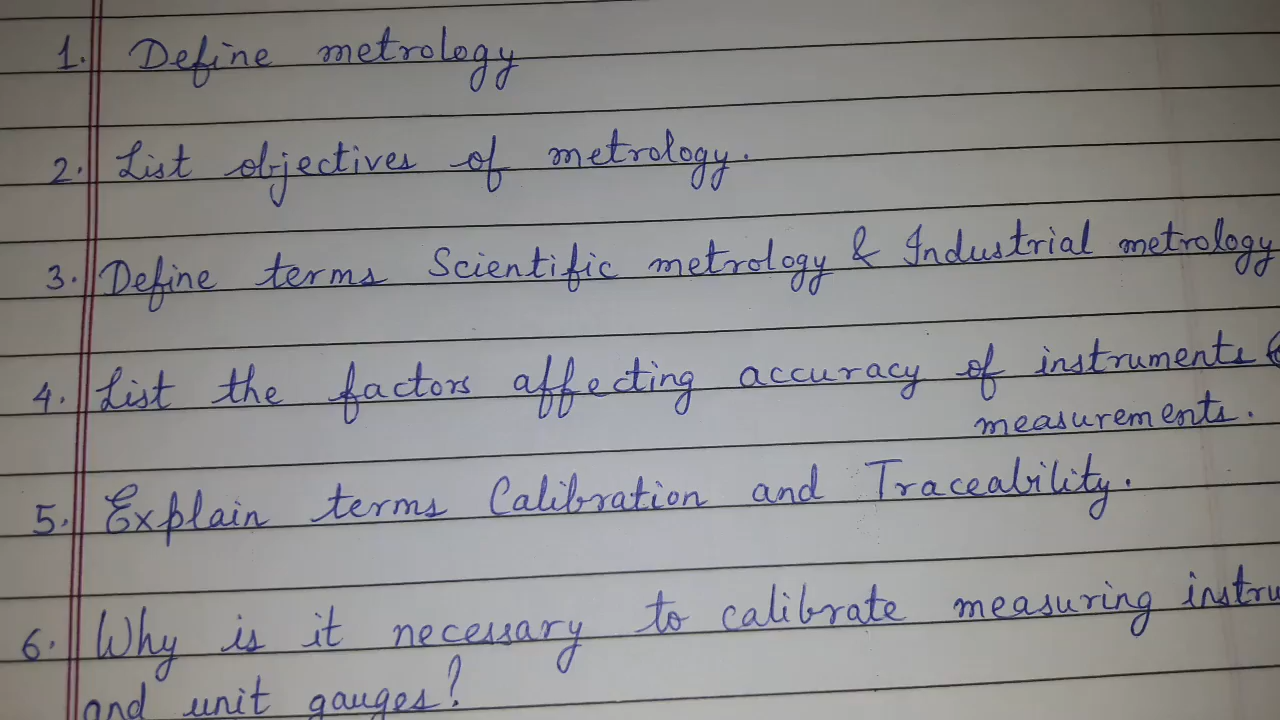 1. Define metrology
2. List objectives of metrology.
3. Define terms Scientific metrology & Industrial metrology
4. List the factors affecting accuracy of instruments
measurements.
5. Explain terms Calibration and Traceability.
6. Why is it necessary to calibrate measuring instru
and unit gauges?